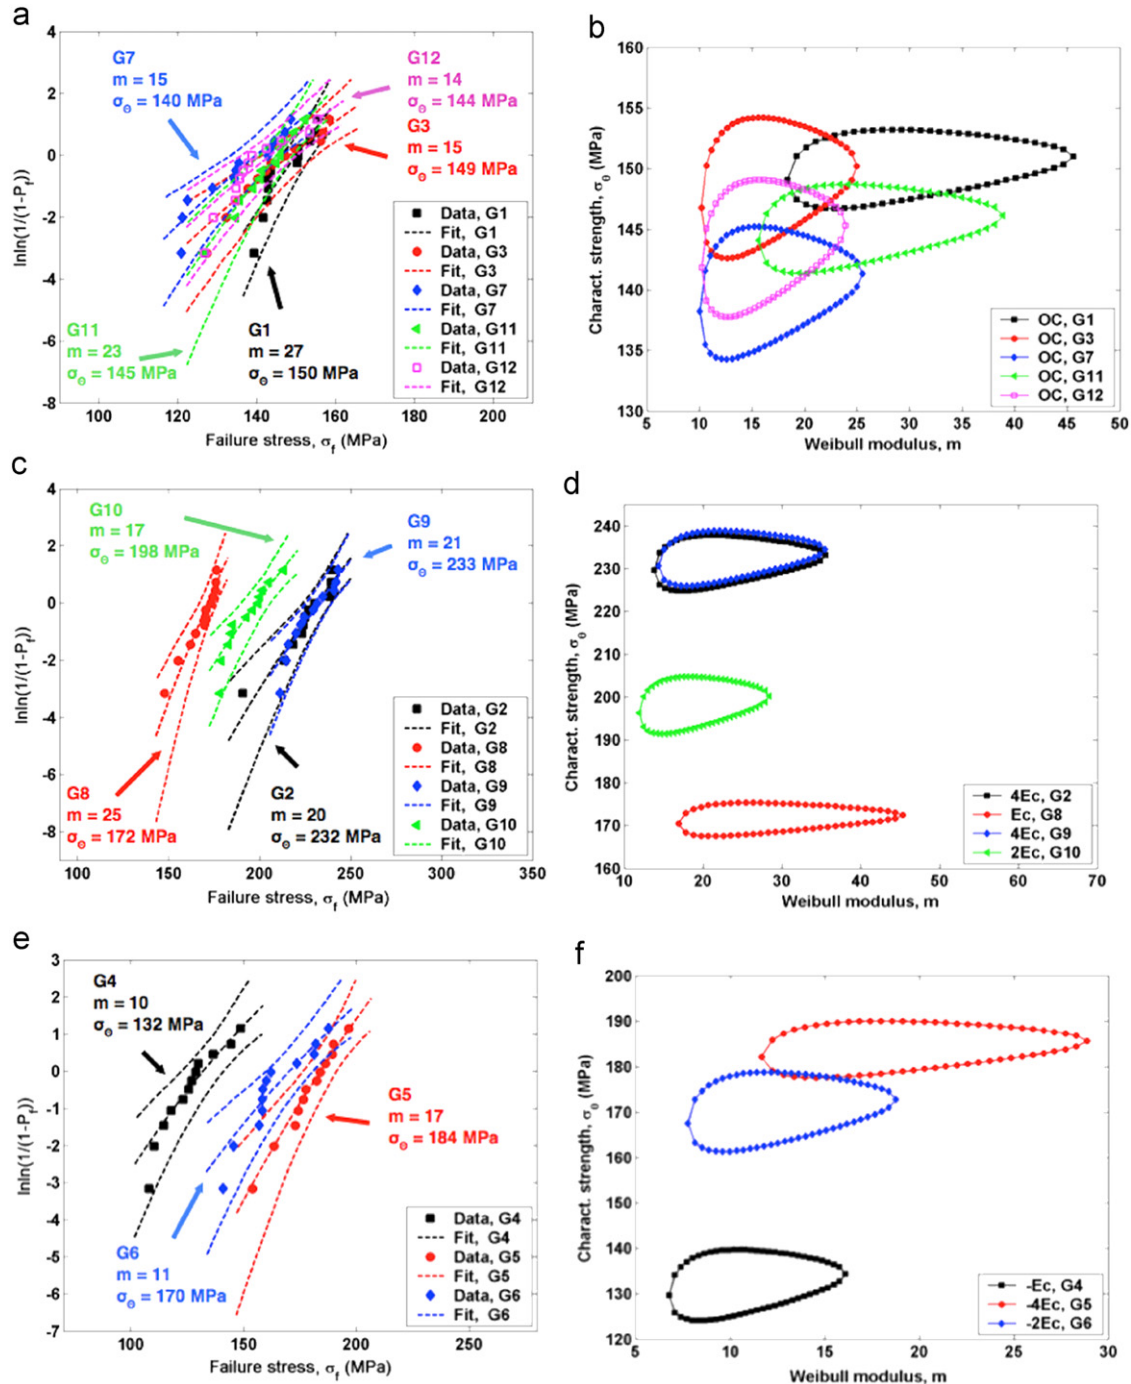 a
G7
m = 15
σΘ = 140 MPa
G12
m = 14
σΘ = 144 MPa
G3
m = 15
σΘ = 149 MPa
G11
m = 23
σΘ = 145 MPa
G1
m = 27
σΘ = 150 MPa
lnln(1/(1-Pf))
4
2
0
-2
-4
-6
-8
100 120 140 160 180 200
Failure stress, σf (MPa)
Data, G1
Fit, G1
Data, G3
Fit, G3
Data, G7
Fit, G7
Data, G11
Fit, G11
Data, G12
Fit, G12
b
Charact. strength, σθ (MPa)
160
155
150
145
140
135
130
5 10 15 20 25 30 35 40 45 50
Weibull modulus, m
OC, G1
OC, G3
OC, G7
OC, G11
OC, G12
c
G10
m = 17
σΘ = 198 MPa
G9
m = 21
σΘ = 233 MPa
G8
m = 25
σΘ = 172 MPa
G2
m = 20
σΘ = 232 MPa
lnln(1/(1-Pf))
4
2
0
-2
-4
-6
-8
100 150 200 250 300 350
Failure stress, σf (MPa)
Data, G2
Fit, G2
Data, G8
Fit, G8
Data, G9
Fit, G9
Data, G10
Fit, G10
d
Charact. strength, σθ (MPa)
240
230
220
210
200
190
180
170
160
10 20 30 40 50 60 70
Weibull modulus, m
4Ec, G2
Ec, G8
4Ec, G9
2Ec, G10
e
G4
m = 10
σΘ = 132 MPa
G5
m = 17
σΘ = 184 MPa
G6
m = 11
σΘ = 170 MPa
lnln(1/(1-Pf))
3
2
1
0
-1
-2
-3
-4
-5
-6
-7
100 150 200 250
Failure stress, σf (MPa)
Data, G4
Fit, G4
Data, G5
Fit, G5
Data, G6
Fit, G6
f
Charact. strength, σθ (MPa)
200
190
180
170
160
150
140
130
120
5 10 15 20 25 30
Weibull modulus, m
-Ec, G4
-4Ec, G5
-2Ec, G6